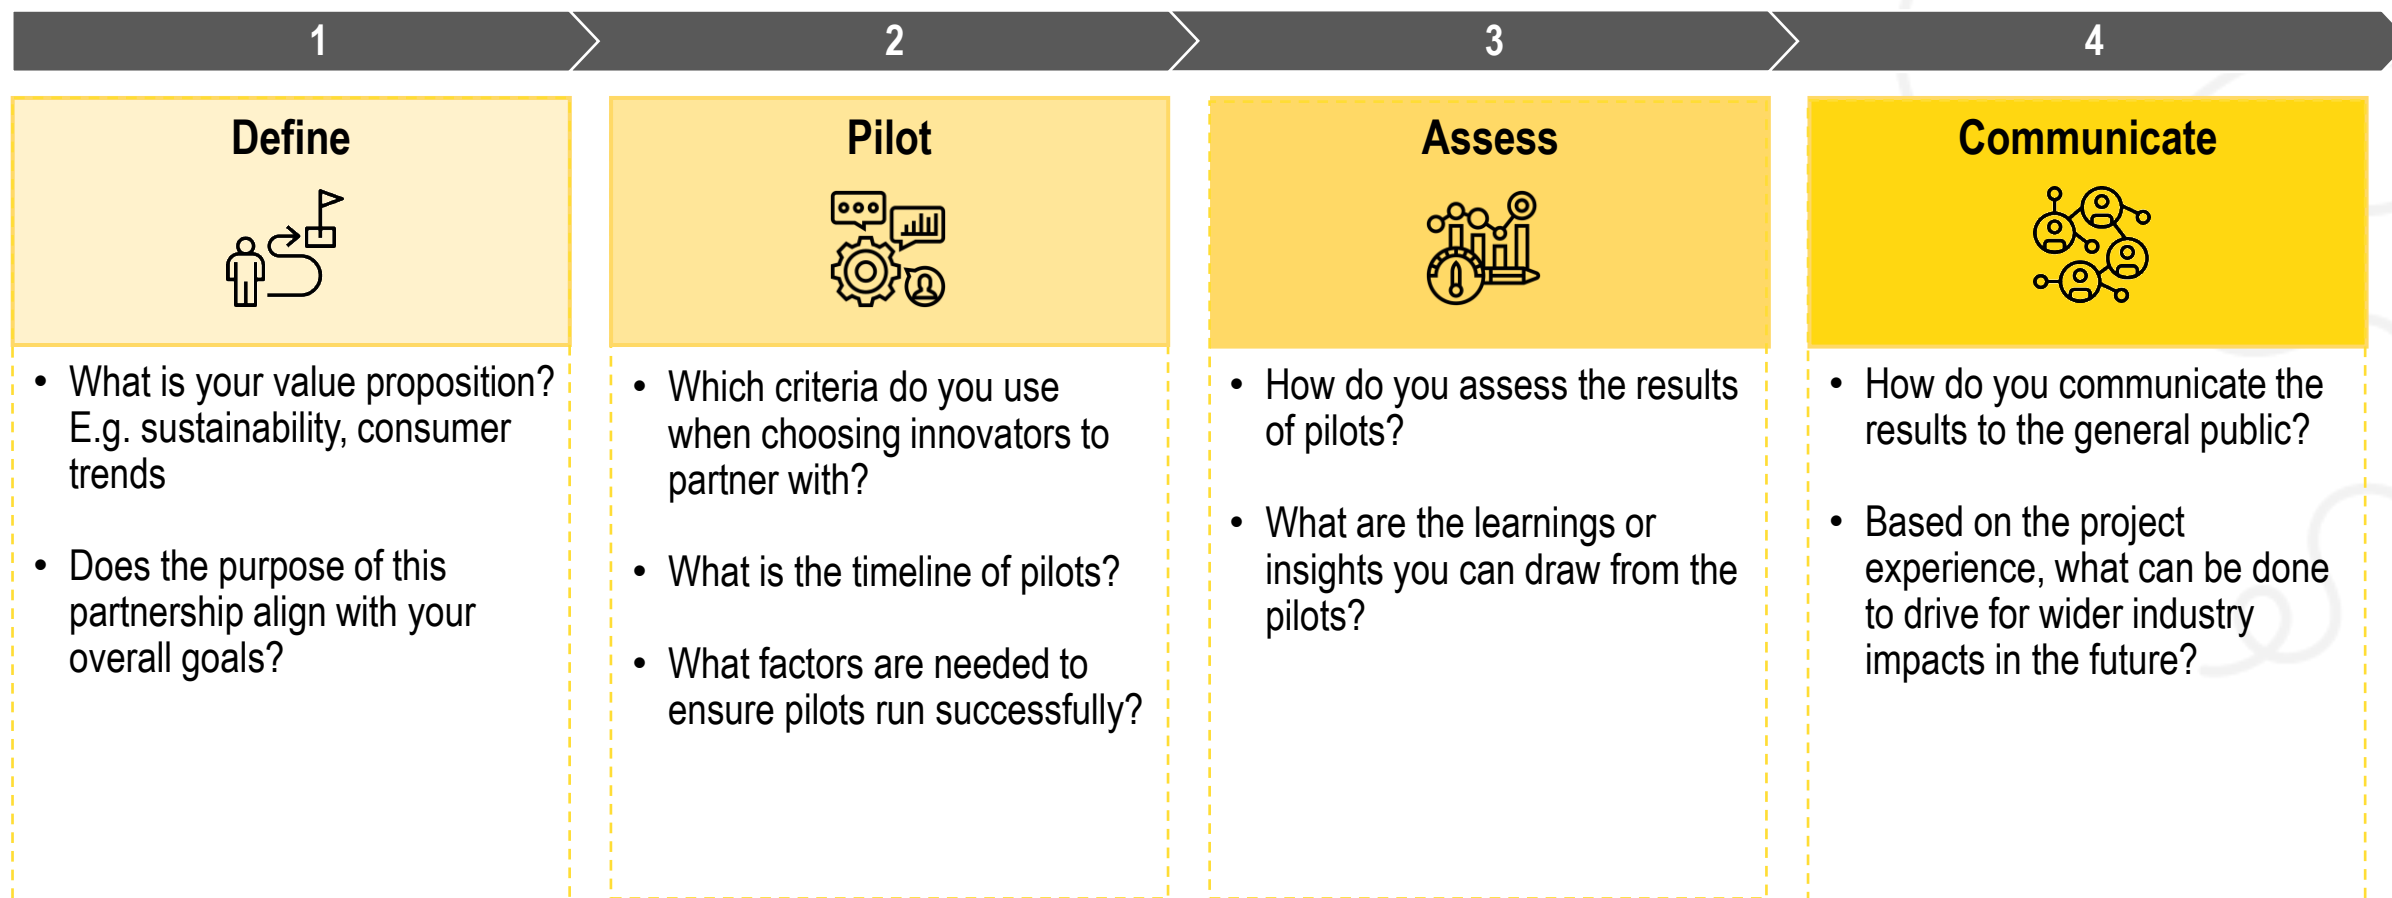 1
2
3
4
Define
Pilot
Assess
Communicate
• What is your value proposition?
E.g. sustainability, consumer
trends
• Does the purpose of this
partnership align with your
overall goals?
• Which criteria do you use
when choosing innovators to
partner with?
• What is the timeline of pilots?
• What factors are needed to
ensure pilots run successfully?
• How do you assess the results
of pilots?
• What are the learnings or
insights you can draw from the
pilots?
• How do you communicate the
results to the general public?
• Based on the project
experience, what can be done
to drive for wider industry
impacts in the future?